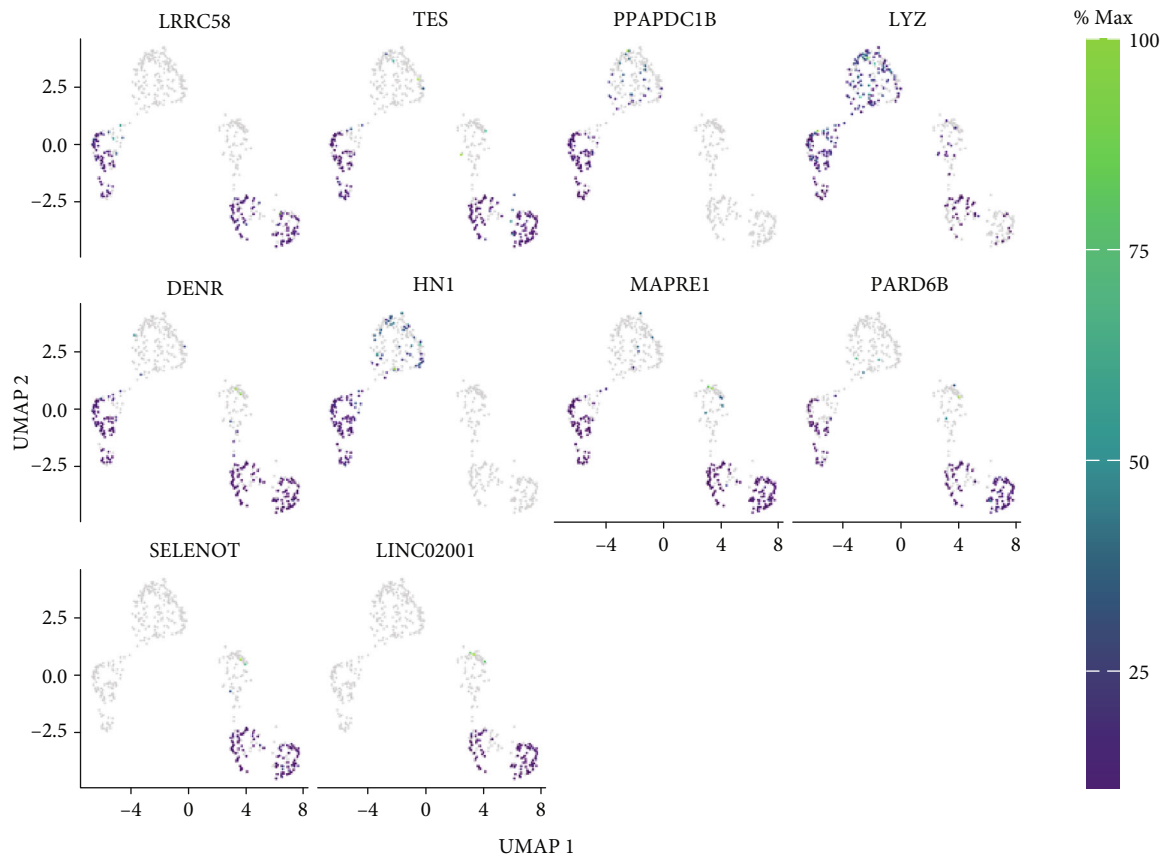 LRRC58 TES PPAPDC1B LYZ % Max
100
2.5
0.0
−2.5
75
DENR HN1 MAPRE1 PARD6B
2.5
0.0
−2.5
50
−4 0 4 8 −4 0 4 8
SELENOT LINC02001
2.5
0.0
−2.5
25
−4 0 4 8 −4 0 4 8
UMAP 2
UMAP 1